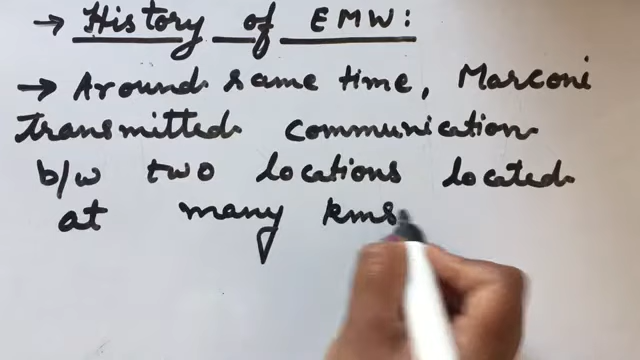 → History of EMW:
→ Around same time, Marconi
transmitted communication
b/w two locations located
at many kms